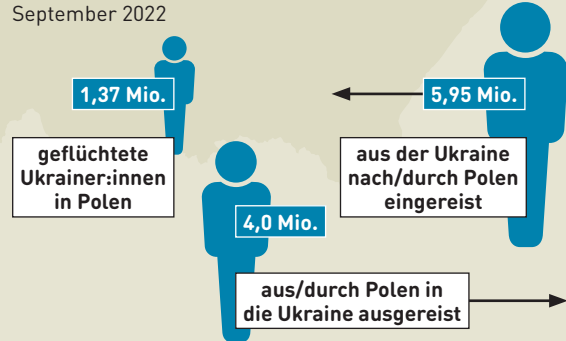 September 2022
1,37 Mio.
geflüchtete
Ukrainer:innen
in Polen
5,95 Mio.
aus der Ukraine
nach/durch Polen
eingereist
4,0 Mio.
aus/durch Polen in
die Ukraine ausgereist